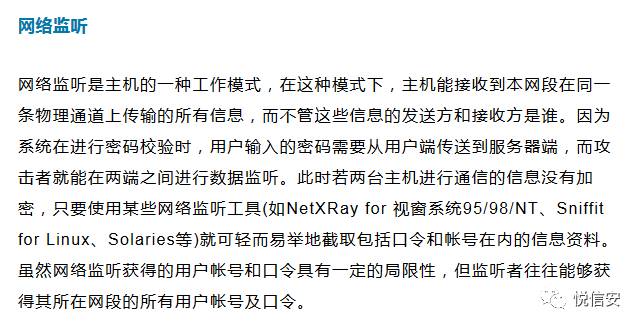 网络监听
网络监听是主机的一种工作模式，在这种模式下，主机能接收到本网段在同一
条物理通道上传输的所有信息，而不管这些信息的发送方和接收方是谁。因为
系统在进行密码校验时，用户输入的密码需要从用户端传送到服务器端，而攻
击者就能在两端之间进行数据监听。此时若两台主机进行通信的信息没有加
密，只要使用某些网络监听工具(如NetXRay for 视窗系统95/98/NT、Sniffit
for Linux、Solaries等)就可轻而易举地截取包括口令和帐号在内的信息资料。
虽然网络监听获得的用户帐号和口令具有一定的局限性，但监听者往往能够获
得其所在网段的所有用户帐号及口令。
悦信安